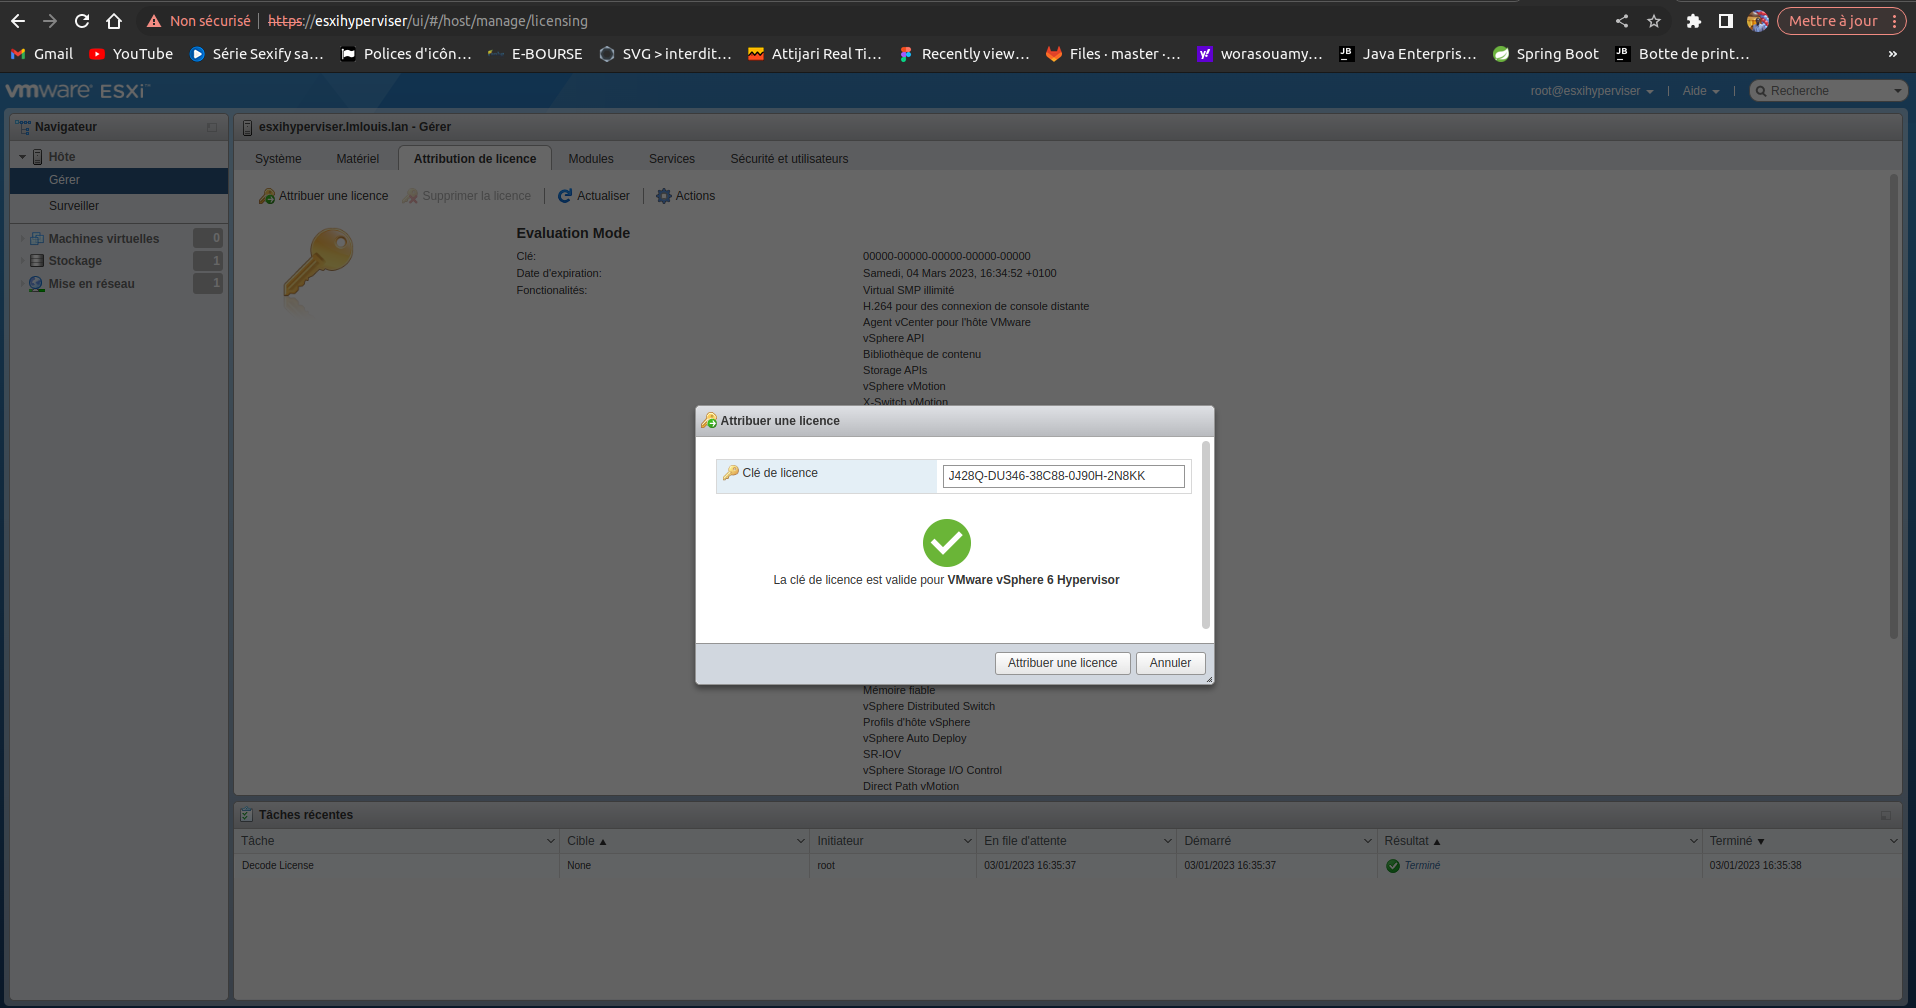 Non sécurisé
https://esxihyperviser/ui/#/host/manage/licensing
Mettre à jour
Gmail
YouTube
Série Sexify sa...
Polices d'icôn...
E-BOURSE
SVG > interdit...
Attijari Real Ti...
Recently view...
Files · master ·...
worasouamy...
Java Enterpris...
Spring Boot
Botte de print...
»
vmware ESXi™
root@esxihyperviser
Aide
Recherche
Navigateur
Hôte
Gérer
Surveiller
Machines virtuelles 0
Stockage 1
Mise en réseau 1
esxihyperviser.lmlouis.lan - Gérer
Système
Matériel
Attribution de licence
Modules
Services
Sécurité et utilisateurs
Attribuer une licence
Supprimer la licence
Actualiser
Actions
Evaluation Mode
Clé: 00000-00000-00000-00000-00000
Date d'expiration: Samedi, 04 Mars 2023, 16:34:52 +0100
Fonctionalités: Virtual SMP illimité
H.264 pour des connexion de console distante
Agent vCenter pour l'hôte VMware
vSphere API
Bibliothèque de contenu
Storage APIs
vSphere vMotion
X-Switch vMotion
Attribuer une licence
Clé de licence
J428Q-DU346-38C88-0J90H-2N8KK
La clé de licence est valide pour VMware vSphere 6 Hypervisor
Attribuer une licence
Annuler
Mémoire fiable
vSphere Distributed Switch
Profils d'hôte vSphere
vSphere Auto Deploy
SR-IOV
vSphere Storage I/O Control
Direct Path vMotion
Tâches récentes
Tâche
Cible ▲
Initiateur
En file d'attente
Démarré
Résultat ▲
Terminé ▼
Decode License
None
root
03/01/2023 16:35:37
03/01/2023 16:35:37
Terminé
03/01/2023 16:35:38